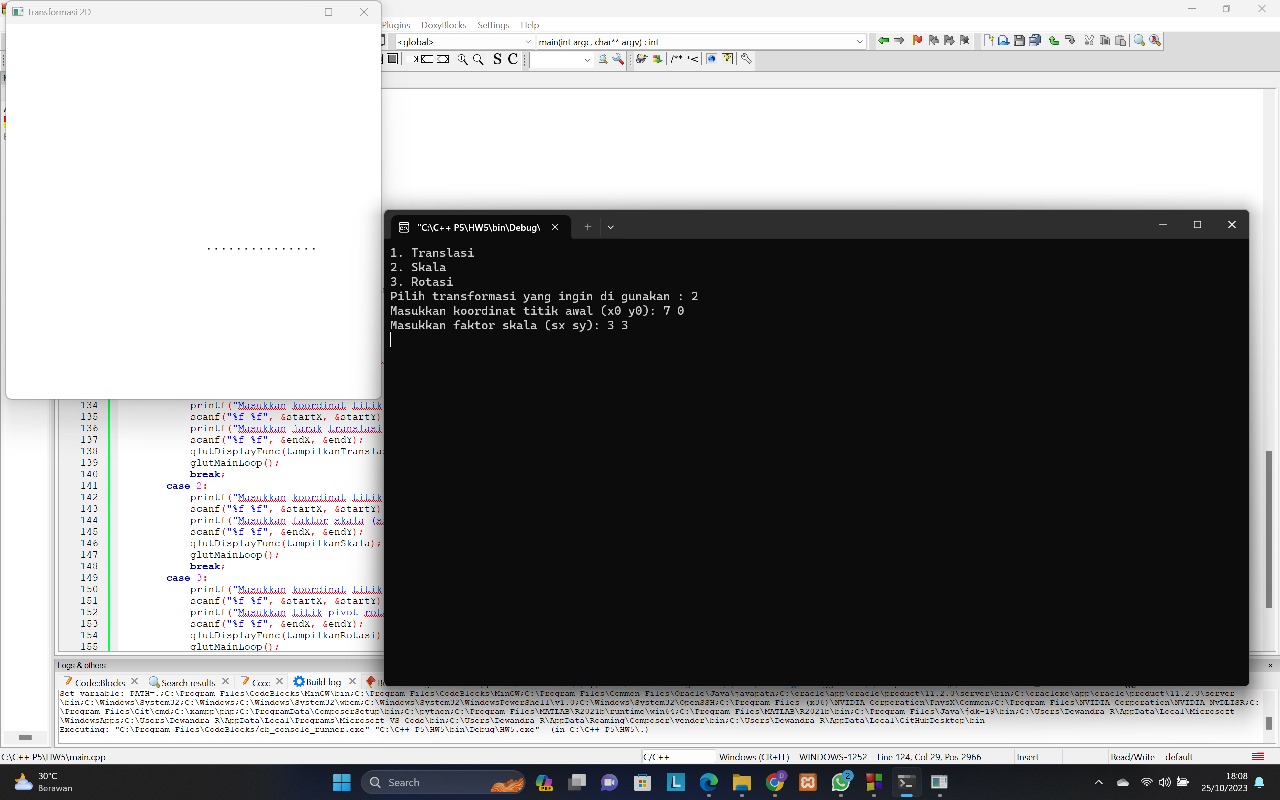 Transformasi 2D
Plugins DoxyBlocks Settings Help
<global> main(int argc, char** argv) : int
S C /** *<
"C:\C++ P5\HW5\bin\Debug\
1. Translasi
2. Skala
3. Rotasi
Pilih transformasi yang ingin di gunakan : 2
Masukkan koordinat titik awal (x0 y0): 7 0
Masukkan faktor skala (sx sy): 3 3
134 printf("Masukkan koordinat titik
135 scanf("%f %f", &startX, &startY)
136 printf("Masukkan jarak translasi
137 scanf("%f %f", &endX, &endY);
138 glutDisplayFunc(tampilkanTransla
139 glutMainLoop();
140 break;
141 case 2:
142 printf("Masukkan koordinat titik
143 scanf("%f %f", &startX, &startY)
144 printf("Masukkan faktor skala (s
145 scanf("%f %f", &endX, &endY);
146 glutDisplayFunc(tampilkanSkala);
147 glutMainLoop();
148 break;
149 case 3:
150 printf("Masukkan koordinat titik
151 scanf("%f %f", &startX, &startY)
152 printf("Masukkan titik pivot rota
153 scanf("%f %f", &endX, &endY);
154 glutDisplayFunc(tampilkanRotasi)
155 glutMainLoop();
Logs & others
Code::Blocks Search results Cccc Build log
Set variable: PATH=.;C:\Program Files\CodeBlocks\MinGW\bin;C:\Program Files\CodeBlocks\MinGW;C:\Program Files\Common Files\Oracle\Java\javapath;C:\oraclexe\app\oracle\product\11.2.0\server\bin;C:\oraclexe\app\oracle\product\11.2.0\server
\bin;C:\Windows\System32;C:\Windows;C:\Windows\System32\wbem;C:\Windows\System32\WindowsPowerShell\v1.0;C:\Windows\System32\OpenSSH;C:\Program Files (x86)\NVIDIA Corporation\PhysX\Common;C:\Program Files\NVIDIA Corporation\NVIDIA NvDLISR;C:
\Program Files\Git\cmd;C:\xampp\php;C:\ProgramData\ComposerSetup\bin;C:\python;C:\Program Files\MATLAB\R2021b\runtime\win64;C:\Program Files\MATLAB\R2021b\bin;C:\Program Files\Java\jdk-19\bin;C:\Users\Dewandra R\AppData\Local\Microsoft
\WindowsApps;C:\Users\Dewandra R\AppData\Local\Programs\Microsoft VS Code\bin;C:\Users\Dewandra R\AppData\Roaming\Composer\vendor\bin;C:\Users\Dewandra R\AppData\Local\GitHubDesktop\bin
Executing: "C:\Program Files\CodeBlocks/cb_console_runner.exe" "C:\C++ P5\HW5\bin\Debug\HW5.exe" (in C:\C++ P5\HW5\.)
C:\C++ P5\HW5\main.cpp C/C++ Windows (CR+LF) WINDOWS-1252 Line 124, Col 29, Pos 2966 Insert Read/Write default
30°C
Berawan
Search
2
18:08
25/10/2023